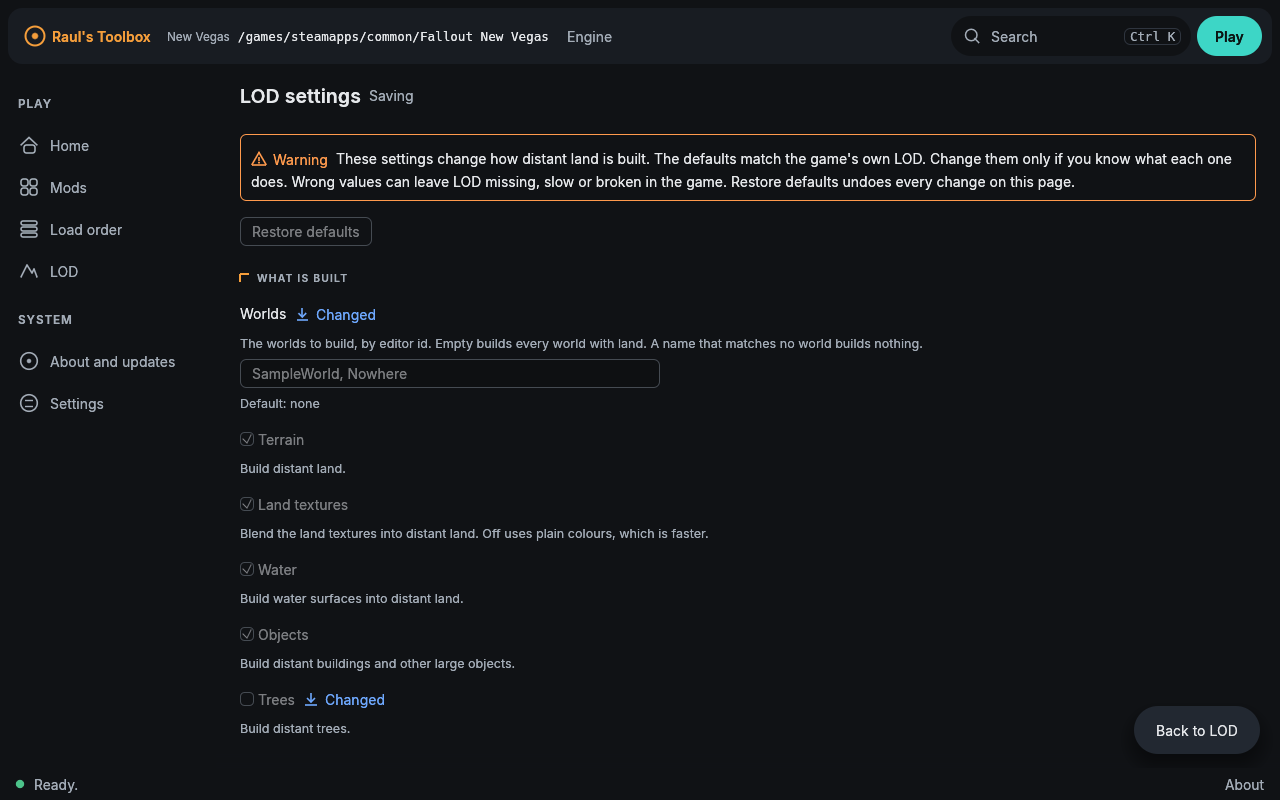 Raul's Toolbox New Vegas /games/steamapps/common/Fallout New Vegas Engine Search Ctrl K Play
PLAY
Home
Mods
Load order
LOD
SYSTEM
About and updates
Settings
LOD settings Saving
Warning These settings change how distant land is built. The defaults match the game's own LOD. Change them only if you know what each one
does. Wrong values can leave LOD missing, slow or broken in the game. Restore defaults undoes every change on this page.
Restore defaults
WHAT IS BUILT
Worlds Changed
The worlds to build, by editor id. Empty builds every world with land. A name that matches no world builds nothing.
SampleWorld, Nowhere
Default: none
Terrain
Build distant land.
Land textures
Blend the land textures into distant land. Off uses plain colours, which is faster.
Water
Build water surfaces into distant land.
Objects
Build distant buildings and other large objects.
Trees Changed
Build distant trees.
Back to LOD
Ready.
About